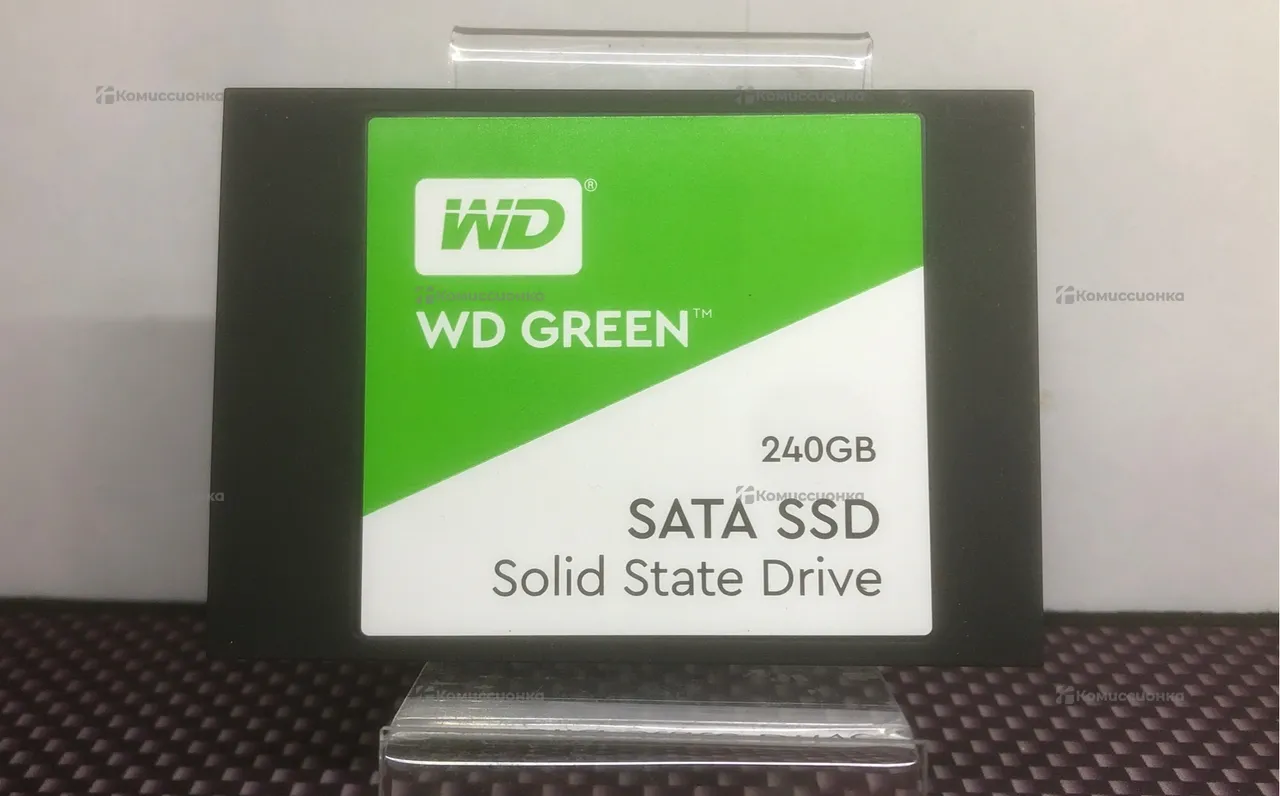 Комиссионка
Комиссионка
WD®
Комиссионка
Комиссионка
WD GREEN™
240GB
Комиссионка
SATA SSD
Solid State Drive
Комиссионка
Комиссионка